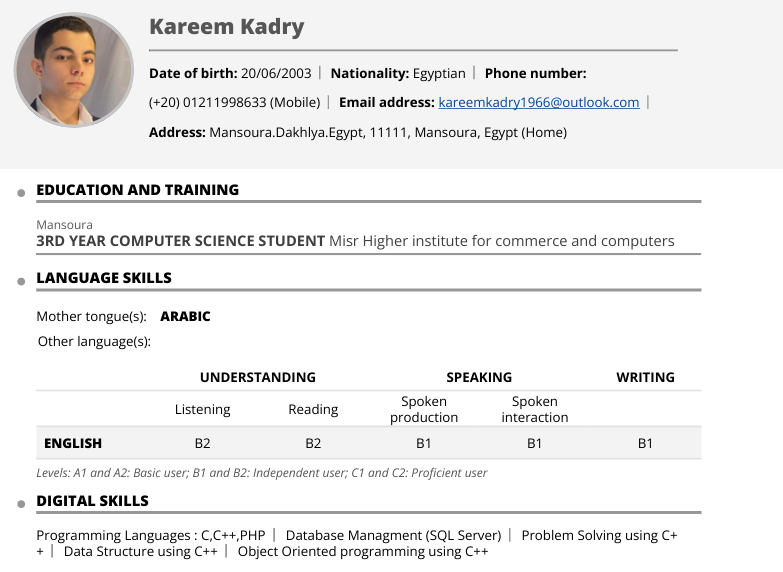 Kareem Kadry
Date of birth: 20/06/2003 | Nationality: Egyptian | Phone number:
(+20) 01211998633 (Mobile) | Email address: kareemkadry1966@outlook.com |
Address: Mansoura.Dakhlya.Egypt, 11111, Mansoura, Egypt (Home)
EDUCATION AND TRAINING
Mansoura
3RD YEAR COMPUTER SCIENCE STUDENT Misr Higher institute for commerce and computers
LANGUAGE SKILLS
Mother tongue(s): ARABIC
Other language(s):
UNDERSTANDING SPEAKING WRITING
Listening Reading Spoken production Spoken interaction
ENGLISH B2 B2 B1 B1 B1
Levels: A1 and A2: Basic user; B1 and B2: Independent user; C1 and C2: Proficient user
DIGITAL SKILLS
Programming Languages : C,C++,PHP | Database Managment (SQL Server) | Problem Solving using C+
+ | Data Structure using C++ | Object Oriented programming using C++